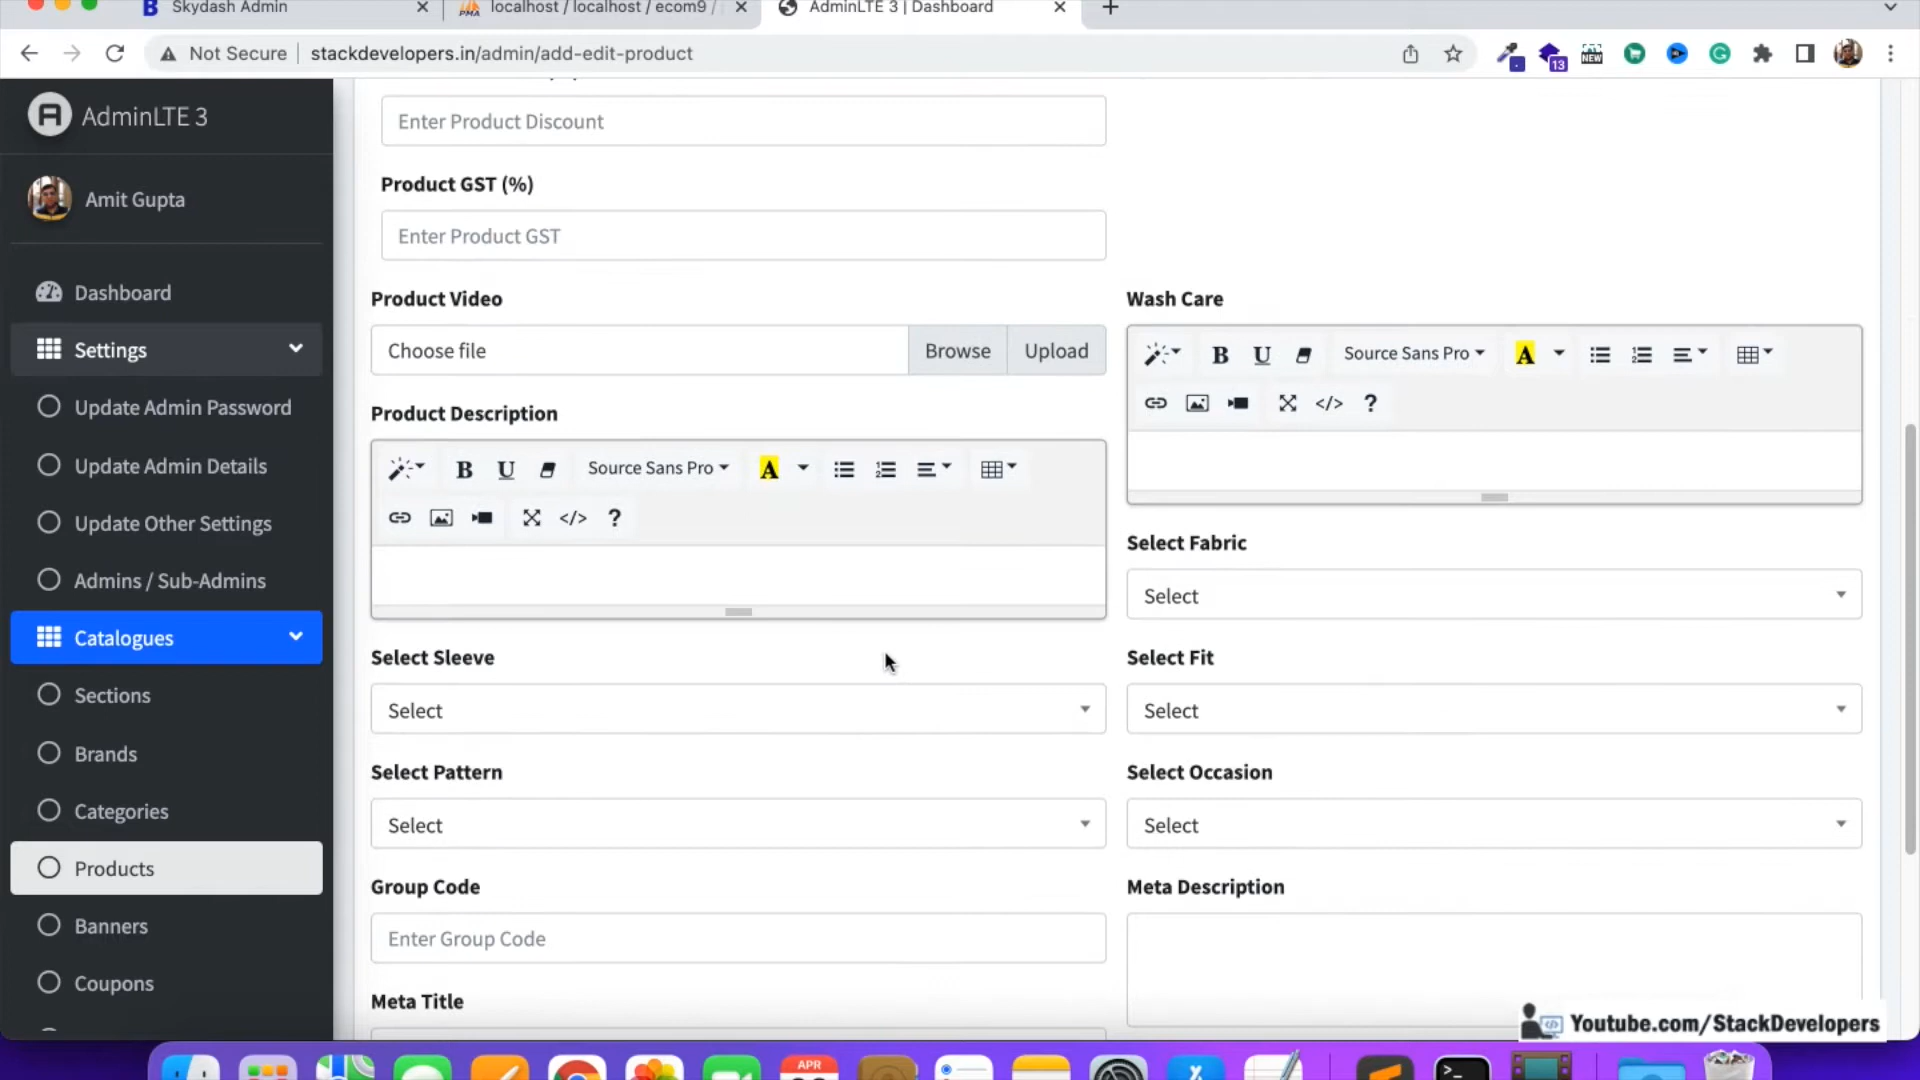 Skydash Admin
localhost / localhost / ecom9 /
AdminLTE 3 | Dashboard
Not Secure
stackdevelopers.in/admin/add-edit-product
NEW
13
AdminLTE 3
Amit Gupta
Dashboard
Settings
Update Admin Password
Update Admin Details
Update Other Settings
Admins / Sub-Admins
Catalogues
Sections
Brands
Categories
Products
Banners
Coupons
Enter Product Discount
Product GST (%)
Enter Product GST
Product Video
Choose file
Browse
Upload
Product Description
B U Source Sans Pro A
</> ?
Wash Care
B U Source Sans Pro A
</> ?
Select Fabric
Select
Select Sleeve
Select
Select Fit
Select
Select Pattern
Select
Select Occasion
Select
Group Code
Enter Group Code
Meta Description
Meta Title
Youtube.com/StackDevelopers
APR